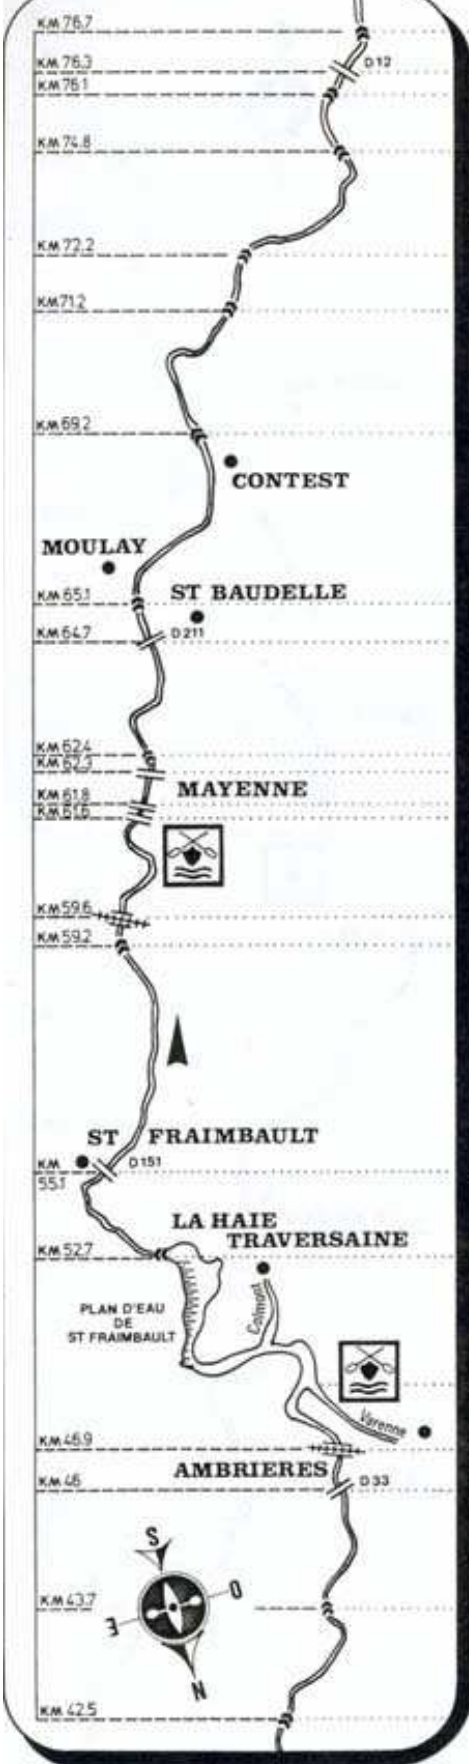 KM 76.7
KM 76.3
D12
KM 76.1
KM 74.8
KM 72.2
KM 71.2
KM 69.2
CONTEST
MOULAY
KM 65.1
ST BAUDELLE
KM 64.7
D 211
KM 62.4
KM 62.3
MAYENNE
KM 61.8
KM 61.6
KM 59.6
KM 59.2
ST FRAIMBAULT
KM
55.1
D 151
LA HAIE
TRAVERSAINE
KM 52.7
PLAN D'EAU
DE
ST FRAIMBAULT
Colmont
Varenne
KM 46.9
AMBRIERES
KM 46
D 33
S
O
E
N
KM 43.7
KM 42.5